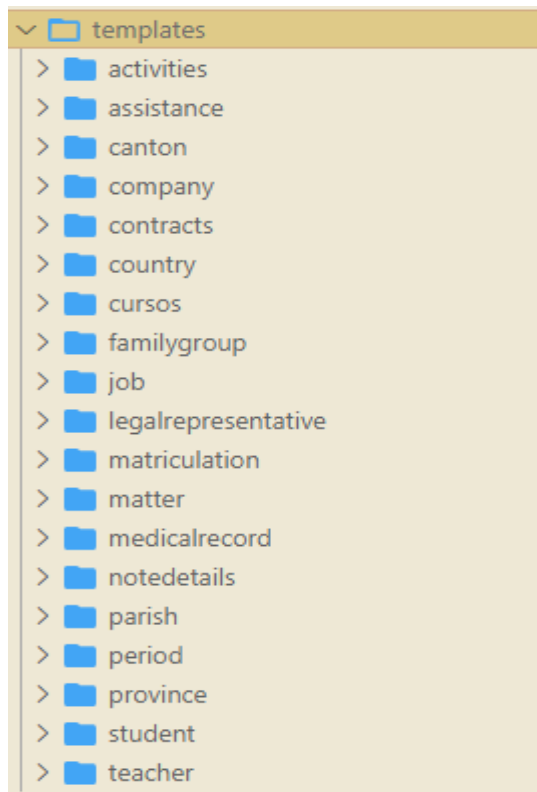 templates
activities
assistance
canton
company
contracts
country
cursos
familygroup
job
legalrepresentative
matriculation
matter
medicalrecord
notedetails
parish
period
province
student
teacher